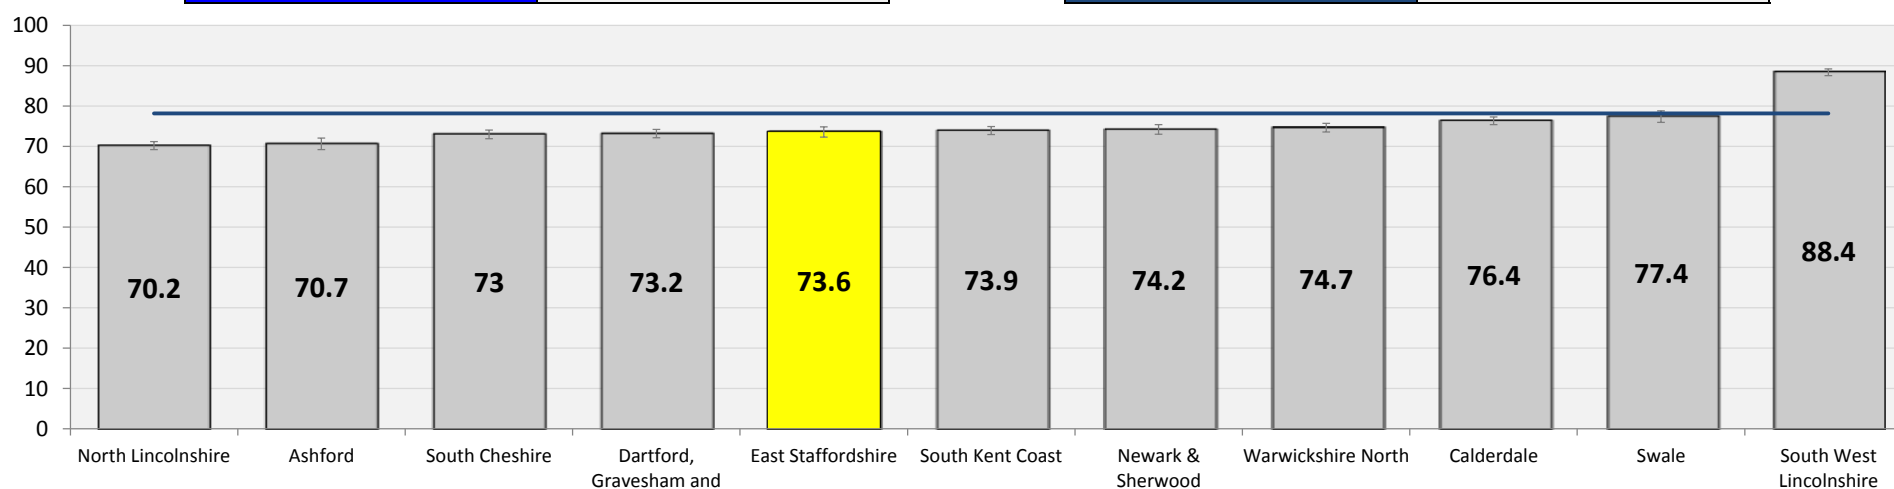 100
90
80
70
60
50
40
30
20
10
0
70.2
70.7
73
73.2
73.6
73.9
74.2
74.7
76.4
77.4
88.4
North Lincolnshire
Ashford
South Cheshire
Dartford,
Gravesham and
East Staffordshire
South Kent Coast
Newark &
Sherwood
Warwickshire North
Calderdale
Swale
South West
Lincolnshire